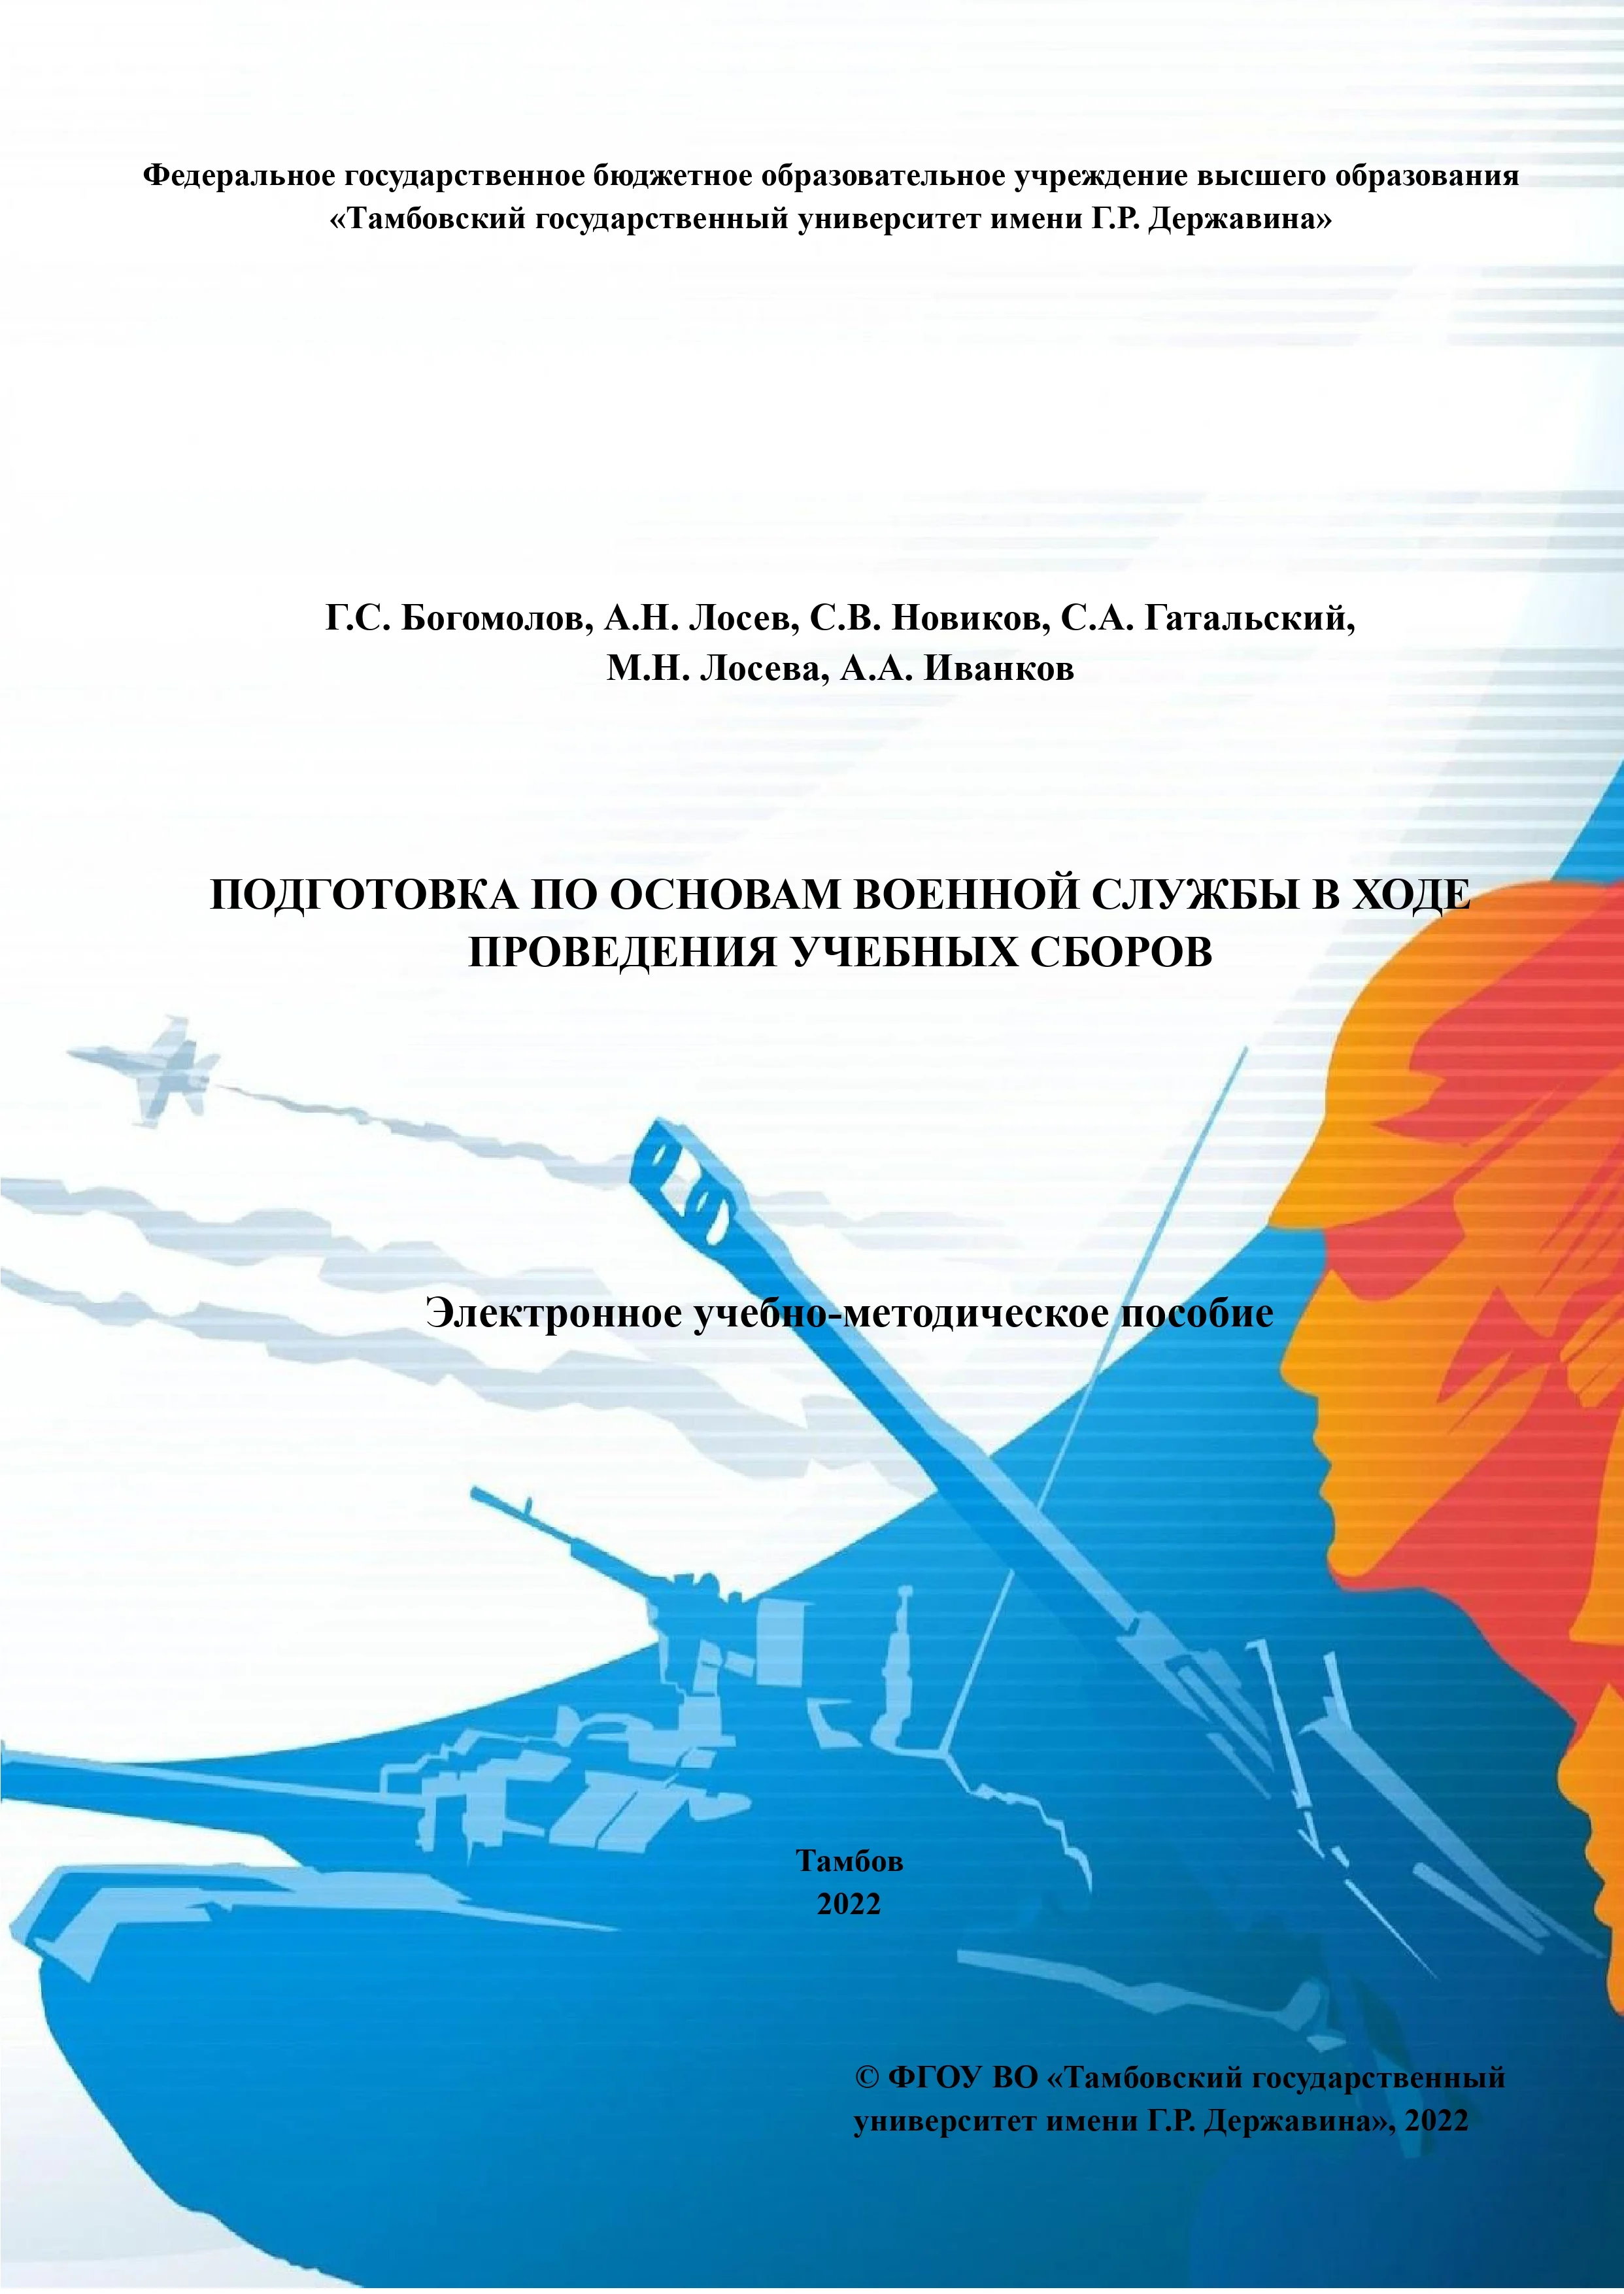 Федеральное государственное бюджетное образовательное учреждение высшего образования
«Тамбовский государственный университет имени Г.Р. Державина»
Г.С. Богомолов, А.Н. Лосев, С.В. Новиков, С.А. Гатальский,
М.Н. Лосева, А.А. Иванков
ПОДГОТОВКА ПО ОСНОВАМ ВОЕННОЙ СЛУЖБЫ В ХОДЕ
ПРОВЕДЕНИЯ УЧЕБНЫХ СБОРОВ
Электронное учебно-методическое пособие
Тамбов
2022
© ФГОУ ВО «Тамбовский государственный
университет имени Г.Р. Державина», 2022